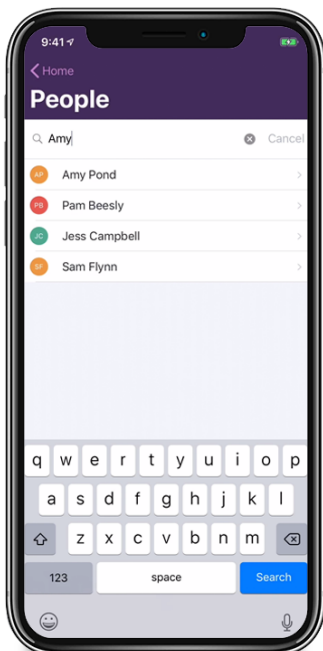 9:41
Home
People
Amy
Cancel
AP Amy Pond
PB Pam Beesly
JC Jess Campbell
SF Sam Flynn
q w e r t y u i o p
a s d f g h j k l
z x c v b n m
123 space Search